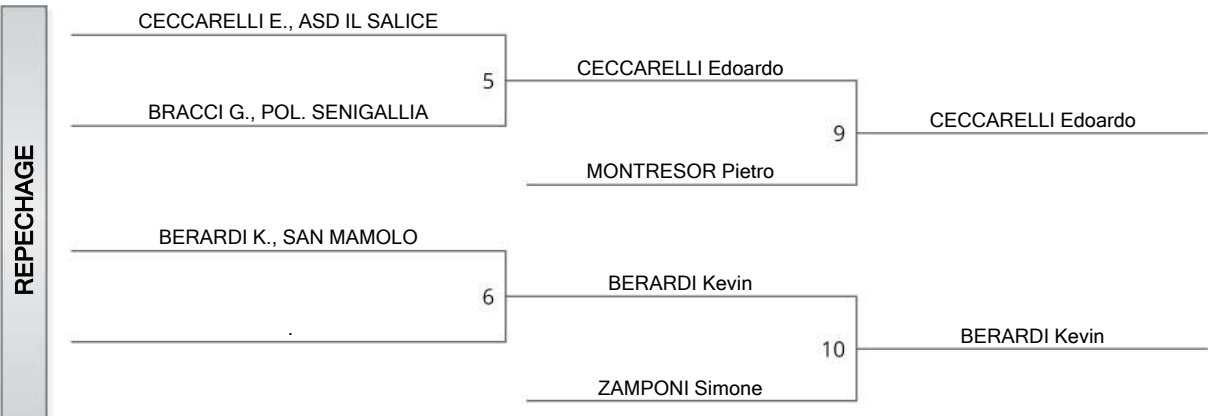 REPECHAGE
CECCARELLI E., ASD IL SALICE
5
BRACCI G., POL. SENIGALLIA
CECCARELLI Edoardo
9
MONTRESOR Pietro
CECCARELLI Edoardo
BERARDI K., SAN MAMOLO
6
.
BERARDI Kevin
10
ZAMPONI Simone
BERARDI Kevin